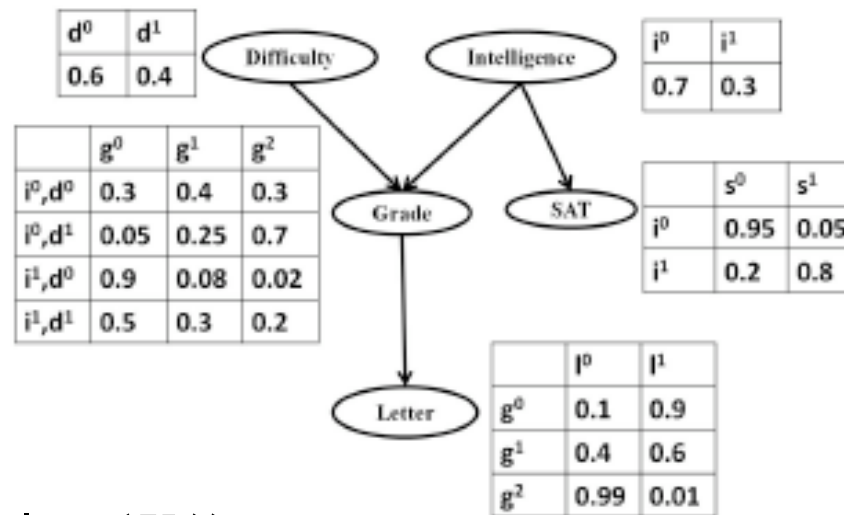 d⁰ d¹
0.6 0.4
Difficulty
Intelligence
i⁰ i¹
0.7 0.3
g⁰ g¹ g²
i⁰,d⁰ 0.3 0.4 0.3
i⁰,d¹ 0.05 0.25 0.7
i¹,d⁰ 0.9 0.08 0.02
i¹,d¹ 0.5 0.3 0.2
Grade
SAT
s⁰ s¹
i⁰ 0.95 0.05
i¹ 0.2 0.8
Letter
l⁰ l¹
g⁰ 0.1 0.9
g¹ 0.4 0.6
g² 0.99 0.01